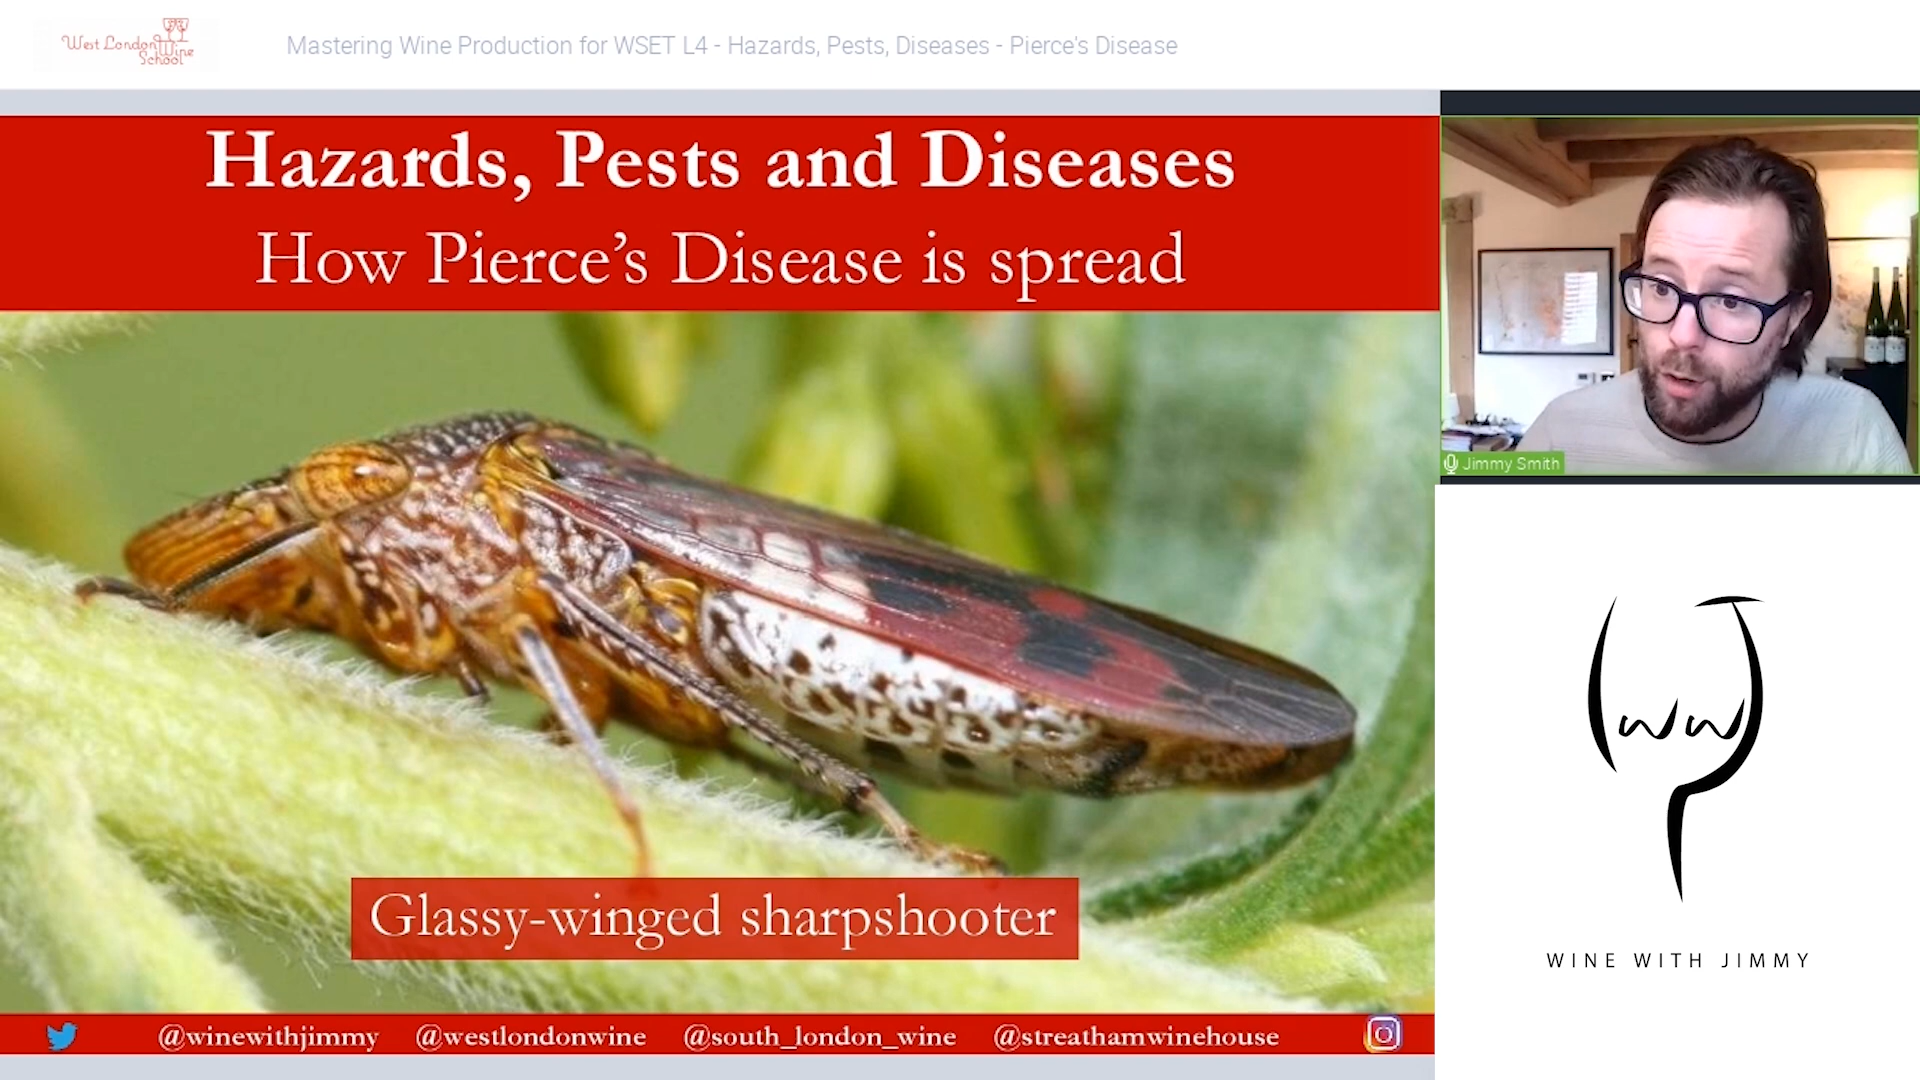 West London Wine School
Mastering Wine Production for WSET L4 - Hazards, Pests, Diseases - Pierce's Disease
Hazards, Pests and Diseases
How Pierce’s Disease is spread
Glassy-winged sharpshooter
@winewithjimmy @westlondonwine @south_london_wine @streathamwinehouse
Jimmy Smith
ww
WINE WITH JIMMY